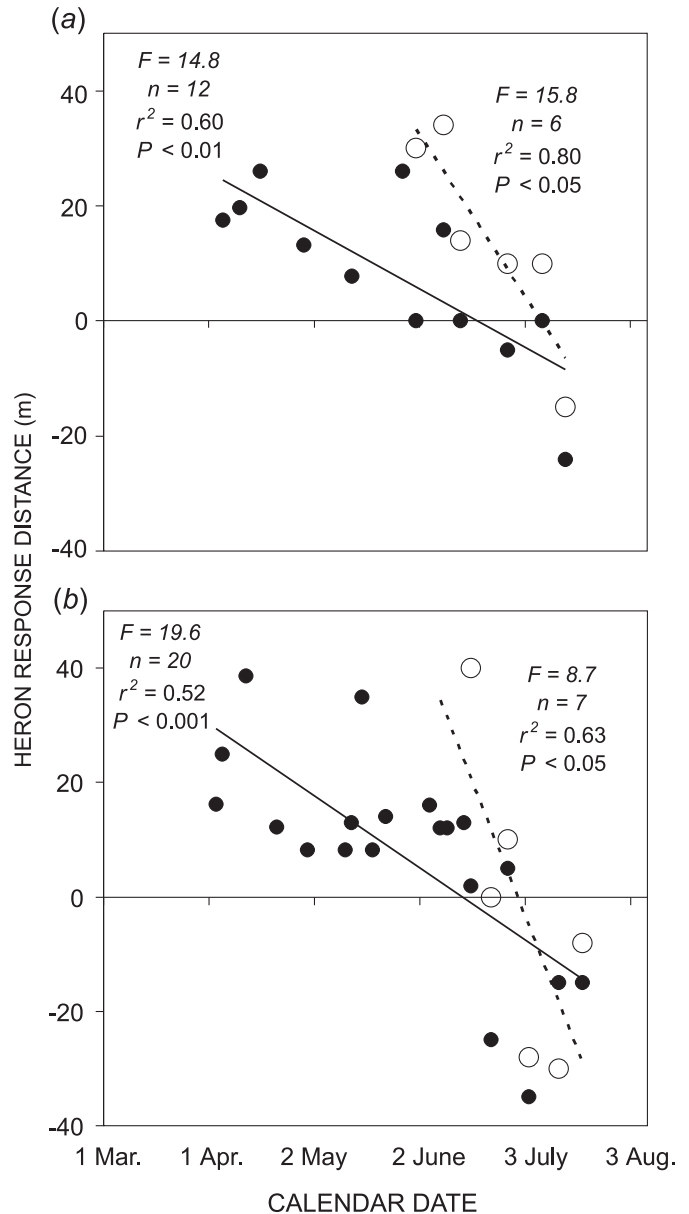 (a)
F = 14.8
n = 12
r² = 0.60
P < 0.01
F = 15.8
n = 6
r² = 0.80
P < 0.05
40
20
0
-20
-40
(b)
F = 19.6
n = 20
r² = 0.52
P < 0.001
F = 8.7
n = 7
r² = 0.63
P < 0.05
40
20
0
-20
-40
HERON RESPONSE DISTANCE (m)
1 Mar. 1 Apr. 2 May 2 June 3 July 3 Aug.
CALENDAR DATE